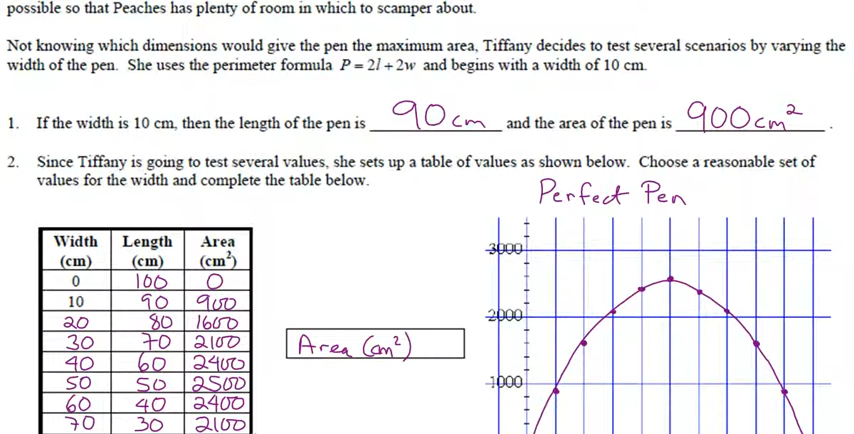 possible so that Peaches has plenty of room in which to scamper about.
Not knowing which dimensions would give the pen the maximum area, Tiffany decides to test several scenarios by varying the
width of the pen. She uses the perimeter formula P = 2l + 2w and begins with a width of 10 cm.
1. If the width is 10 cm, then the length of the pen is 90 cm and the area of the pen is 900 cm².
2. Since Tiffany is going to test several values, she sets up a table of values as shown below. Choose a reasonable set of
values for the width and complete the table below.
Perfect Pen
Width Length Area
(cm) (cm) (cm²)
0 100 0
10 90 900
20 80 1600
30 70 2100
40 60 2400
50 50 2500
60 40 2400
70 30 2100
Area (cm²)
3000
2000
1000